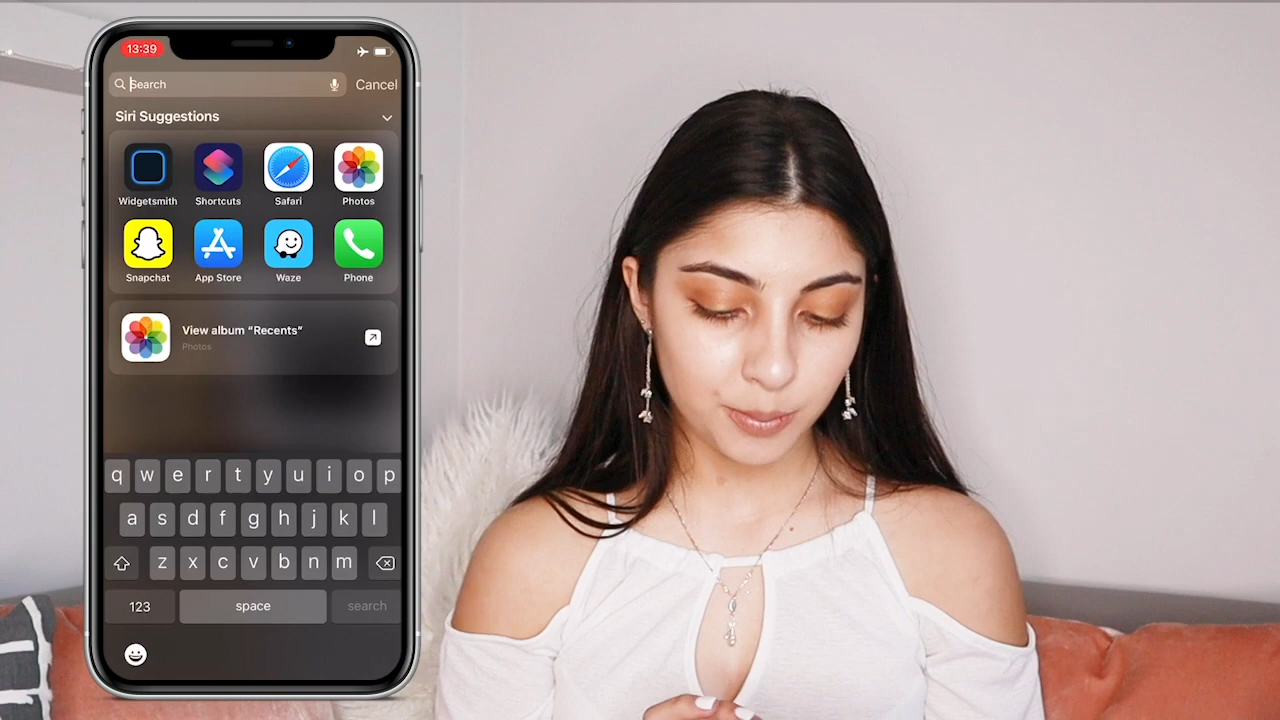 13:39
Search
Cancel
Siri Suggestions
Widgetsmith
Shortcuts
Safari
Photos
Snapchat
App Store
Waze
Phone
View album “Recents”
Photos
q w e r t y u i o p
a s d f g h j k l
z x c v b n m
123
space
search